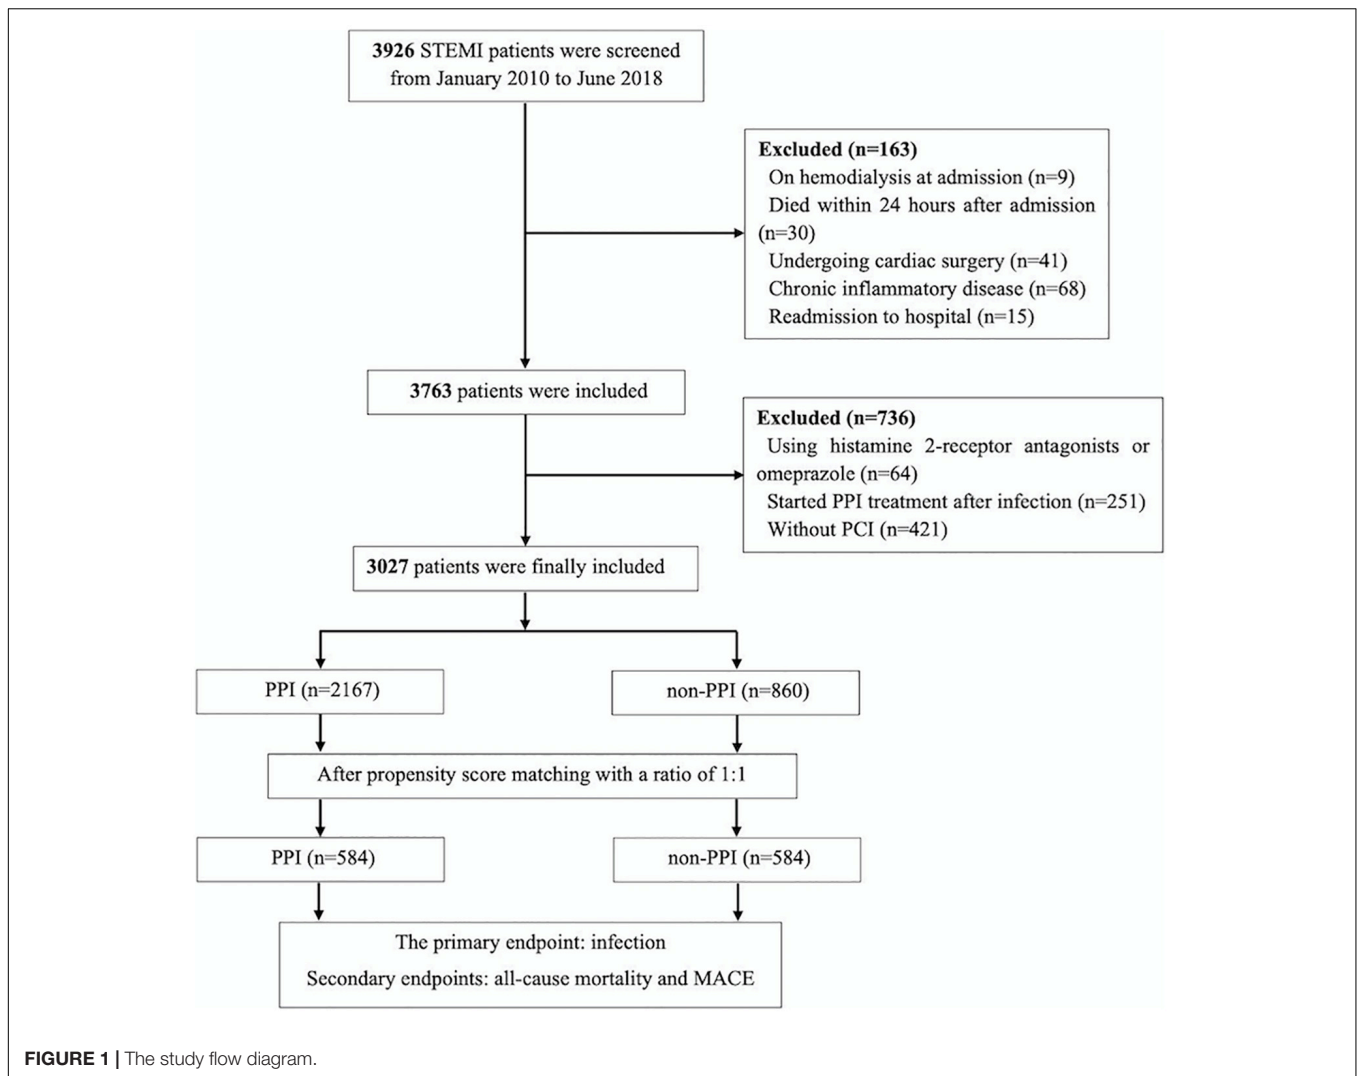 3926 STEMI patients were screened
from January 2010 to June 2018
Excluded (n=163)
On hemodialysis at admission (n=9)
Died within 24 hours after admission
(n=30)
Undergoing cardiac surgery (n=41)
Chronic inflammatory disease (n=68)
Readmission to hospital (n=15)
3763 patients were included
Excluded (n=736)
Using histamine 2-receptor antagonists or
omeprazole (n=64)
Started PPI treatment after infection (n=251)
Without PCI (n=421)
3027 patients were finally included
PPI (n=2167)
non-PPI (n=860)
After propensity score matching with a ratio of 1:1
PPI (n=584)
non-PPI (n=584)
The primary endpoint: infection
Secondary endpoints: all-cause mortality and MACE
FIGURE 1 | The study flow diagram.